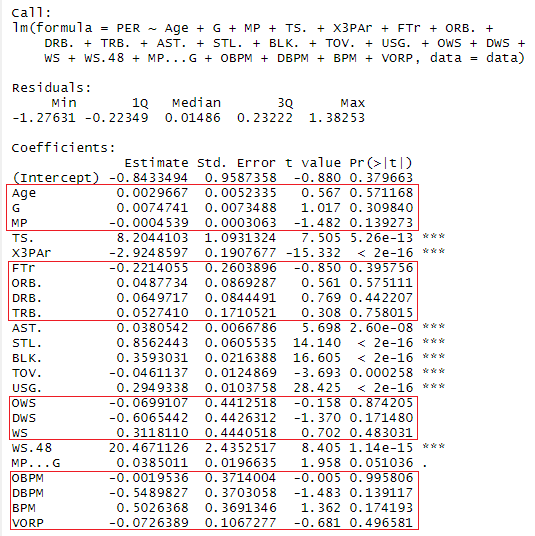 Call:
lm(formula = PER ~ Age + G + MP + TS. + X3PAr + FTr + ORB. +
DRB. + TRB. + AST. + STL. + BLK. + TOV. + USG. + OWS + DWS +
WS + WS.48 + MP...G + OBPM + DBPM + BPM + VORP, data = data)
Residuals:
Min 1Q Median 3Q Max
-1.27631 -0.22349 0.01486 0.23222 1.38253
Coefficients:
Estimate Std. Error t value Pr(>|t|)
(Intercept) -0.8433494 0.9587358 -0.880 0.379663
Age 0.0029667 0.0052335 0.567 0.571168
G 0.0074741 0.0073488 1.017 0.309840
MP -0.0004539 0.0003063 -1.482 0.139273
TS. 8.2044103 1.0931324 7.505 5.26e-13 ***
X3PAr -2.9248597 0.1907677 -15.332 < 2e-16 ***
FTr -0.2214055 0.2603896 -0.850 0.395756
ORB. 0.0487734 0.0869287 0.561 0.575111
DRB. 0.0649717 0.0844491 0.769 0.442207
TRB. 0.0527410 0.1710521 0.308 0.758015
AST. 0.0380542 0.0066786 5.698 2.60e-08 ***
STL. 0.8562443 0.0605535 14.140 < 2e-16 ***
BLK. 0.3593031 0.0216388 16.605 < 2e-16 ***
TOV. -0.0461137 0.0124869 -3.693 0.000258 ***
USG. 0.2949338 0.0103758 28.425 < 2e-16 ***
OWS -0.0699107 0.4412518 -0.158 0.874205
DWS -0.6065442 0.4426312 -1.370 0.171480
WS 0.3118110 0.4440518 0.702 0.483031
WS.48 20.4671126 2.4352517 8.405 1.14e-15 ***
MP...G 0.0385011 0.0196635 1.958 0.051036 .
OBPM -0.0019536 0.3714004 -0.005 0.995806
DBPM -0.5489827 0.3703058 -1.483 0.139117
BPM 0.5026368 0.3691346 1.362 0.174193
VORP -0.0726389 0.1067277 -0.681 0.496581